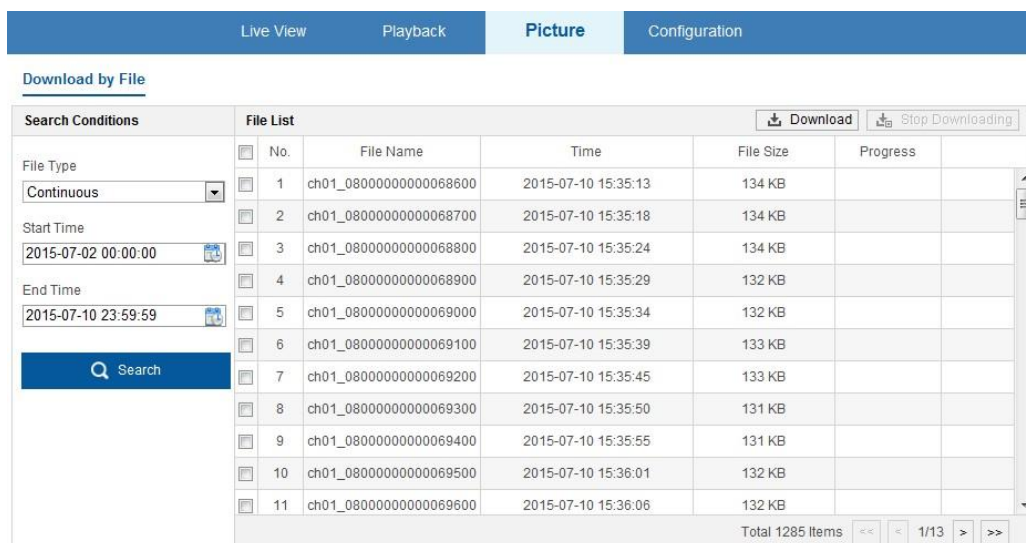 Live View Playback Picture Configuration
Download by File
Search Conditions
File Type
Continuous
Start Time
2015-07-02 00:00:00
End Time
2015-07-10 23:59:59
Search
File List Download Stop Downloading
No. File Name Time File Size Progress
1 ch01_08000000000068600 2015-07-10 15:35:13 134 KB
2 ch01_08000000000068700 2015-07-10 15:35:18 134 KB
3 ch01_08000000000068800 2015-07-10 15:35:24 134 KB
4 ch01_08000000000068900 2015-07-10 15:35:29 132 KB
5 ch01_08000000000069000 2015-07-10 15:35:34 132 KB
6 ch01_08000000000069100 2015-07-10 15:35:39 133 KB
7 ch01_08000000000069200 2015-07-10 15:35:45 133 KB
8 ch01_08000000000069300 2015-07-10 15:35:50 131 KB
9 ch01_08000000000069400 2015-07-10 15:35:55 131 KB
10 ch01_08000000000069500 2015-07-10 15:36:01 132 KB
11 ch01_08000000000069600 2015-07-10 15:36:06 132 KB
Total 1285 Items << < 1/13 > >>